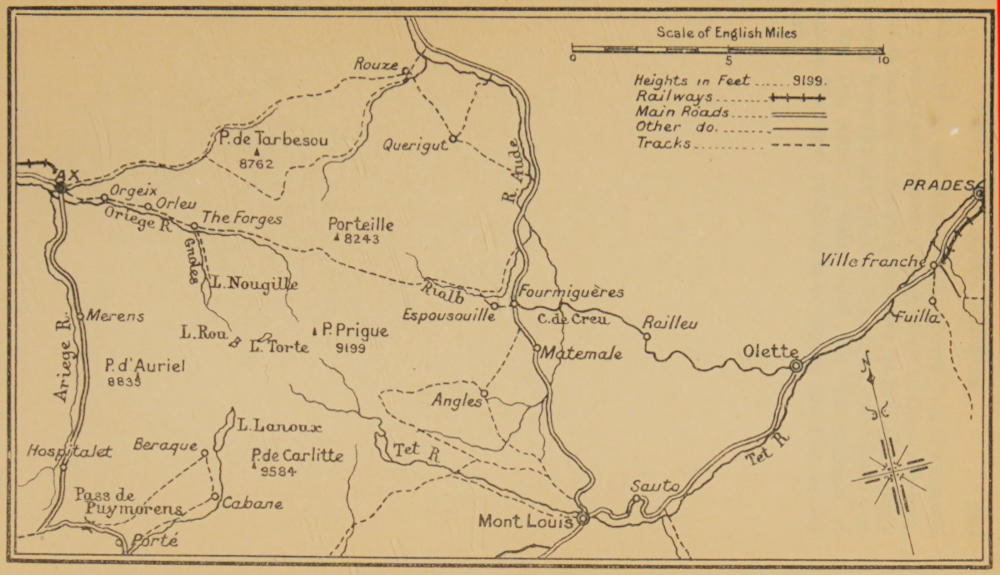 Scale of English Miles
0 5 10
Heights in Feet ..... 9199.
Railways
Main Roads
Other do.
Tracks
Rouze
Querigut
P. de Tarbesou
8762
R. Aude
AX
Orgeix
Orleu
Oriege R
The Forges
Gnoles
Porteille
8243
PRADES
Villefranche
L. Nougille
Rialb
Espousouille
Fourmiguères
C. de Creu
Railleu
Fuilla
Merens
L. Rou
L. Torte
P. Prigue
9199
Matemale
Olette
Ariege R.
P. d'Auriel
8835
Angles
N
L. Lanoux
Hospitalet
Beraque
P. de Carlitte
9584
Tet R
Tet R
Pass de
Puymorens
Cabane
Sauto
Mont Louis
Porté